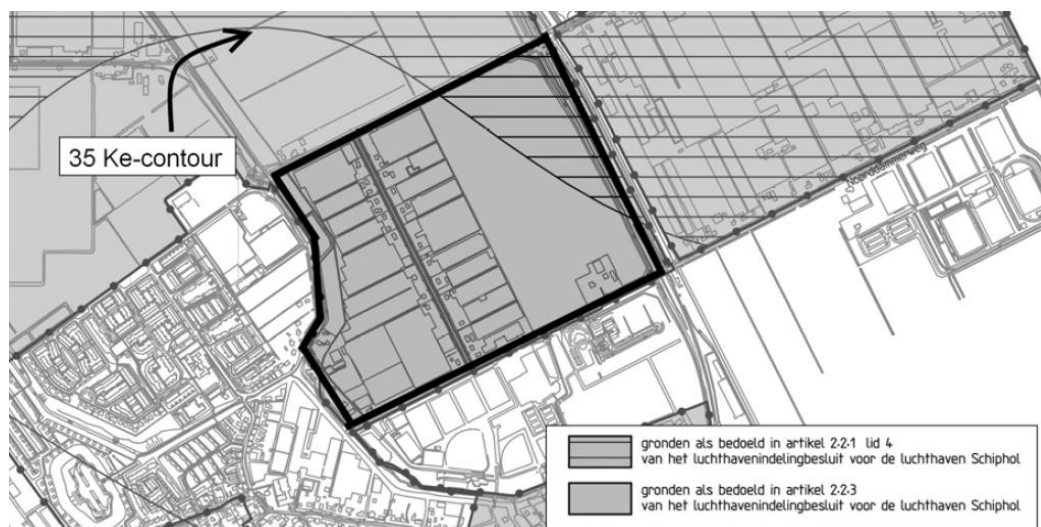 35 Ke-contour
Noorddammerweg
gronden als bedoeld in artikel 2·2·1 lid 4
van het luchthavenindelingbesluit voor de luchthaven Schiphol
gronden als bedoeld in artikel 2·2·3
van het luchthavenindelingbesluit voor de luchthaven Schiphol